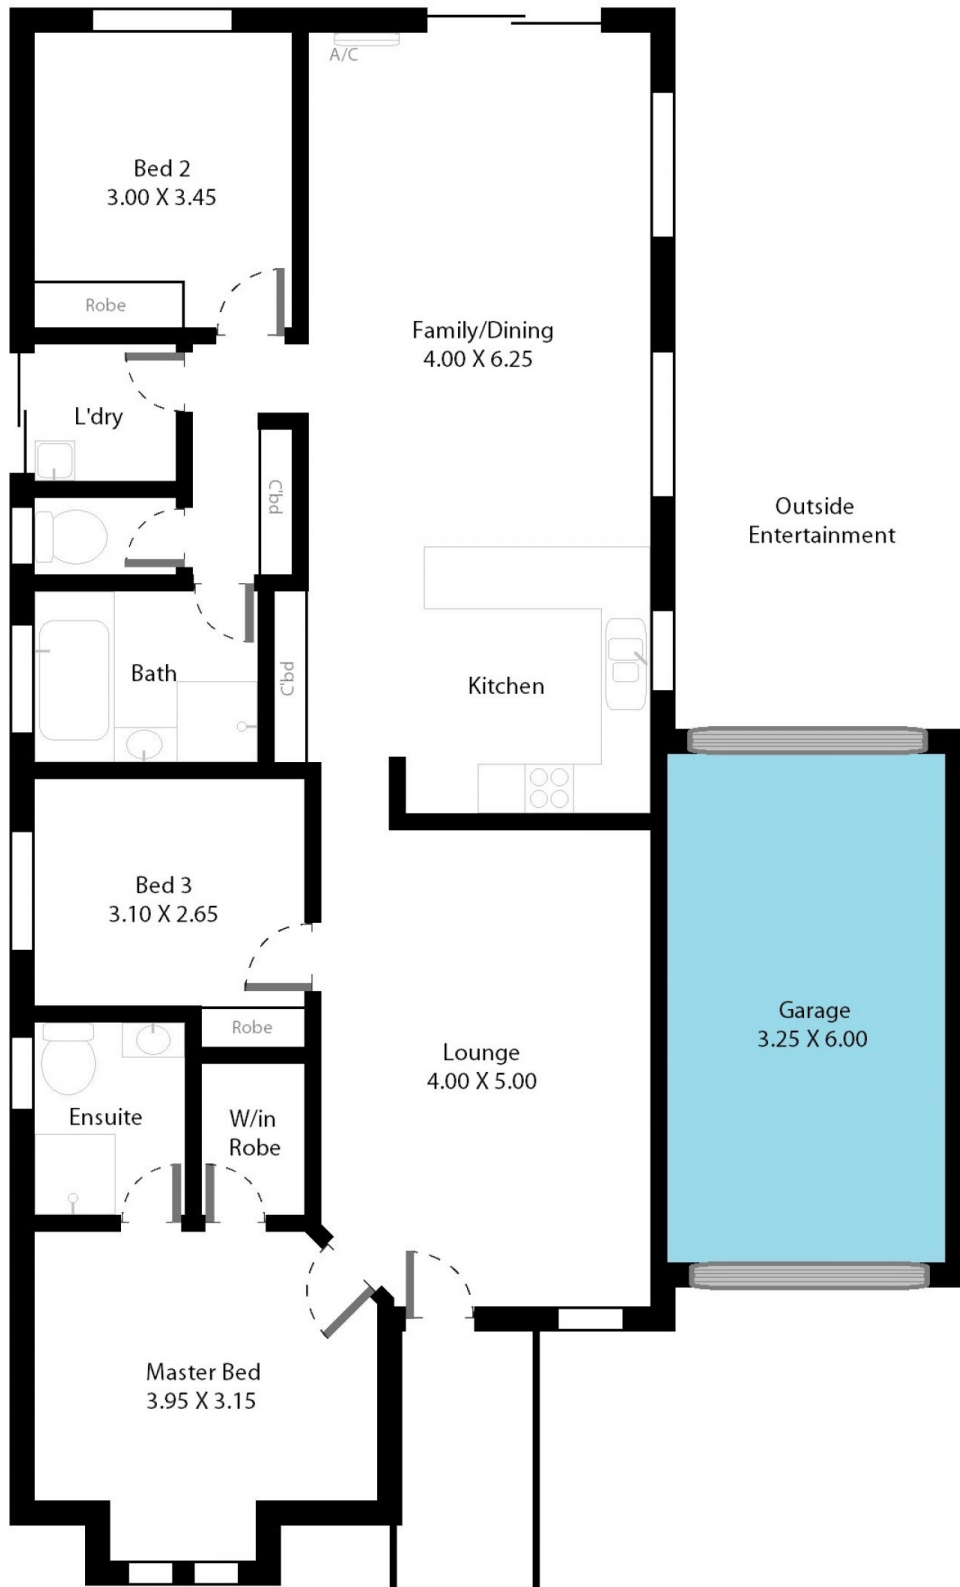 A/C
Bed 2
3.00 X 3.45
Robe
Family/Dining
4.00 X 6.25
L'dry
C'bd
Outside
Entertainment
C'bd
Bath
Kitchen
Bed 3
3.10 X 2.65
Garage
3.25 X 6.00
Robe
Lounge
4.00 X 5.00
Ensuite
W/in
Robe
Master Bed
3.95 X 3.15